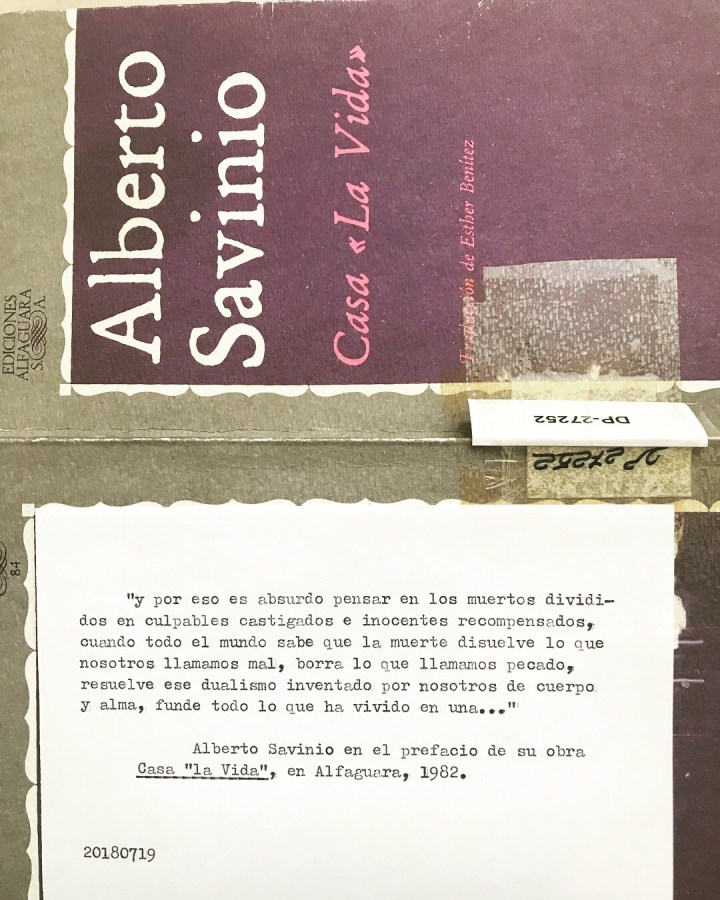 Alberto
Savinio
Casa «La Vida»
Traducción de Esther Benítez
EDICIONES
ALFAGUARA
S. A.
DP-27252
DP 27252
84
"y por eso es absurdo pensar en los muertos dividi-
dos en culpables castigados e inocentes recompensados,
cuando todo el mundo sabe que la muerte disuelve lo que
nosotros llamamos mal, borra lo que llamamos pecado,
resuelve ese dualismo inventado por nosotros de cuerpo
y alma, funde todo lo que ha vivido en una..."
Alberto Savinio en el prefacio de su obra
Casa "la Vida", en Alfaguara, 1982.
20180719